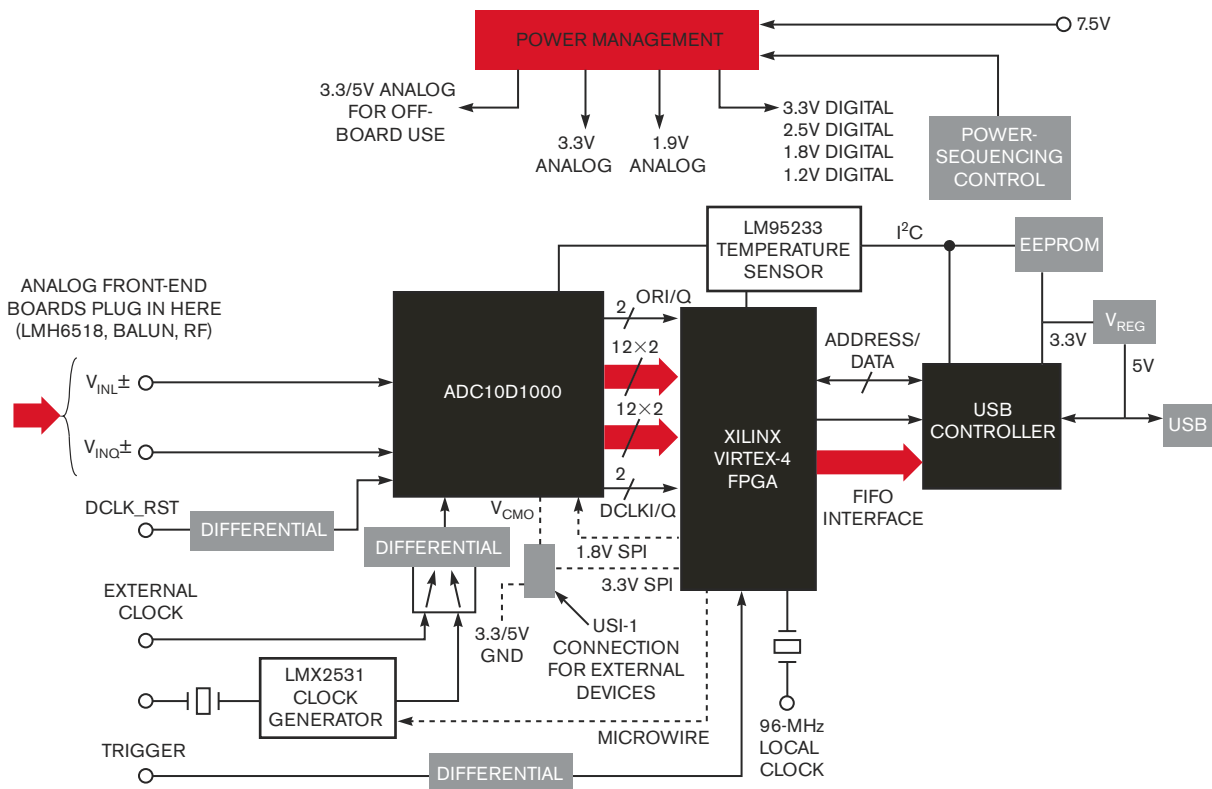 POWER MANAGEMENT
7.5V
3.3/5V ANALOG
FOR OFF-
BOARD USE
3.3V
ANALOG
1.9V
ANALOG
3.3V DIGITAL
2.5V DIGITAL
1.8V DIGITAL
1.2V DIGITAL
POWER-
SEQUENCING
CONTROL
LM95233
TEMPERATURE
SENSOR
I²C
EEPROM
ANALOG FRONT-END
BOARDS PLUG IN HERE
(LMH6518, BALUN, RF)
VINL±
VINQ±
DCLK_RST
DIFFERENTIAL
ADC10D1000
2
ORI/Q
12×2
12×2
2
DCLKI/Q
XILINX
VIRTEX-4
FPGA
ADDRESS/
DATA
3.3V
VREG
5V
USB
CONTROLLER
USB
FIFO
INTERFACE
VCMO
1.8V SPI
3.3V SPI
DIFFERENTIAL
EXTERNAL
CLOCK
3.3/5V
GND
USI-1
CONNECTION
FOR EXTERNAL
DEVICES
LMX2531
CLOCK
GENERATOR
MICROWIRE
96-MHz
LOCAL
CLOCK
TRIGGER
DIFFERENTIAL